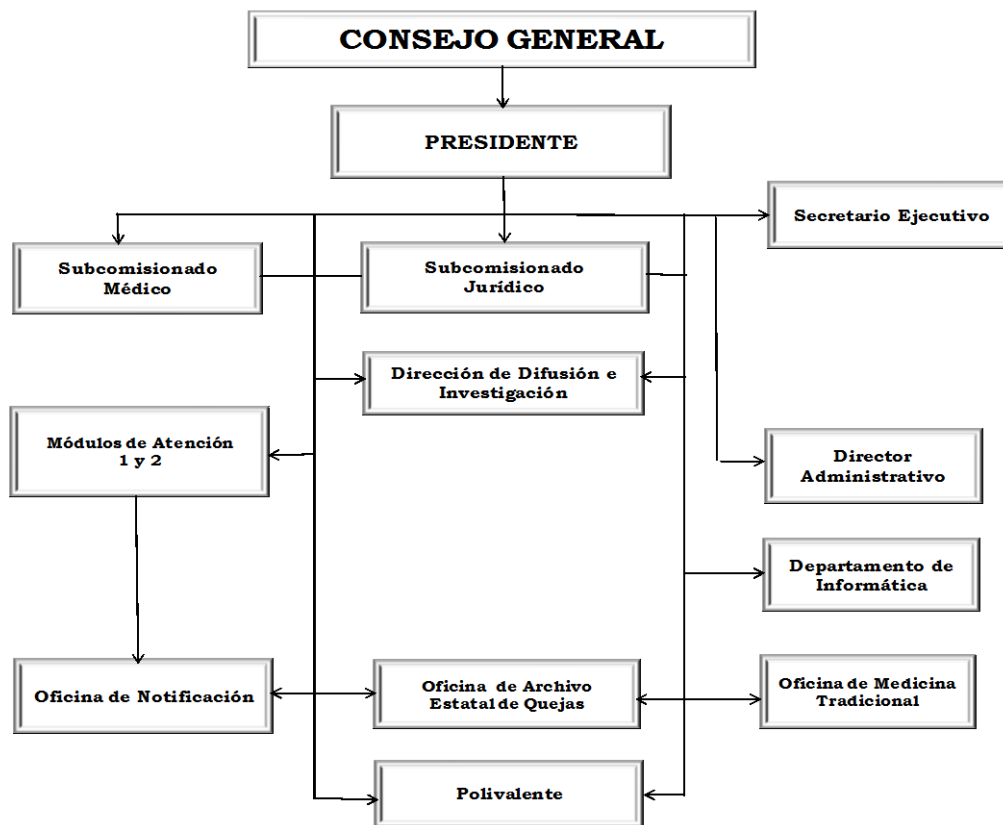 CONSEJO GENERAL
PRESIDENTE
Secretario Ejecutivo
Subcomisionado
Médico
Subcomisionado
Jurídico
Dirección de Difusión e
Investigación
Módulos de Atención
1 y 2
Director
Administrativo
Departamento de
Informática
Oficina de Notificación
Oficina de Archivo
Estatal de Quejas
Oficina de Medicina
Tradicional
Polivalente